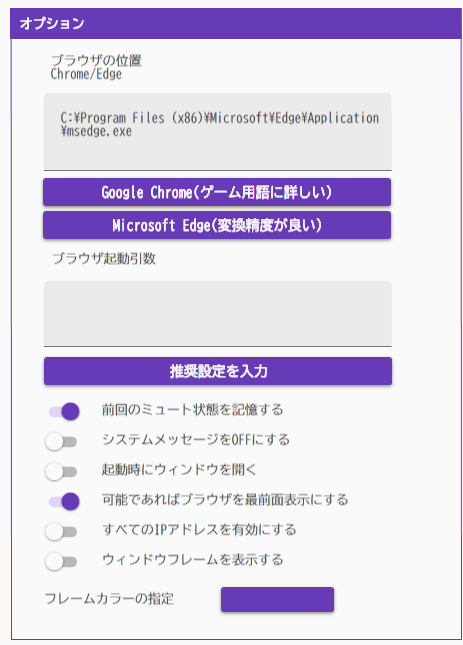 オプション
ブラウザの位置
Chrome/Edge
C:¥Program Files (x86)¥Microsoft¥Edge¥Application
¥msedge.exe
Google Chrome(ゲーム用語に詳しい)
Microsoft Edge(変換精度が良い)
ブラウザ起動引数
推奨設定を入力
前回のミュート状態を記憶する
システムメッセージをOFFにする
起動時にウィンドウを開く
可能であればブラウザを最前面表示にする
すべてのIPアドレスを有効にする
ウィンドウフレームを表示する
フレームカラーの指定